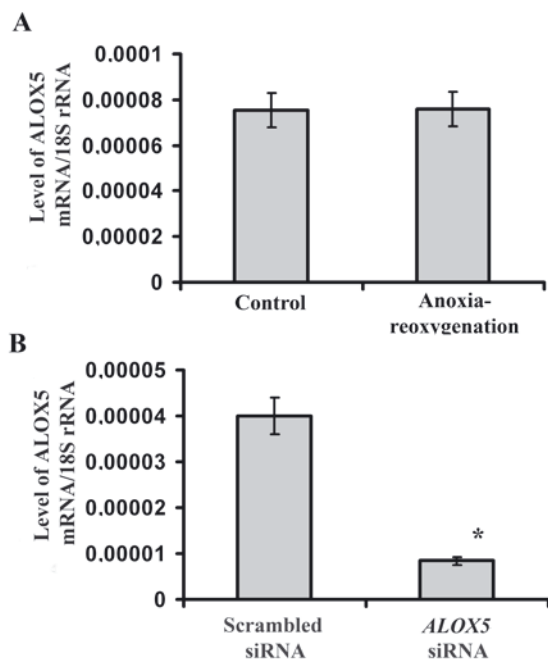 A
Level of ALOX5
mRNA/18S rRNA
0.0001
0.00008
0.00006
0.00004
0.00002
0
Control
Anoxia-
reoxygenation
B
Level of ALOX5
mRNA/18S rRNA
0.00005
0.00004
0.00003
0.00002
0.00001
0
*
Scrambled
siRNA
ALOX5
siRNA